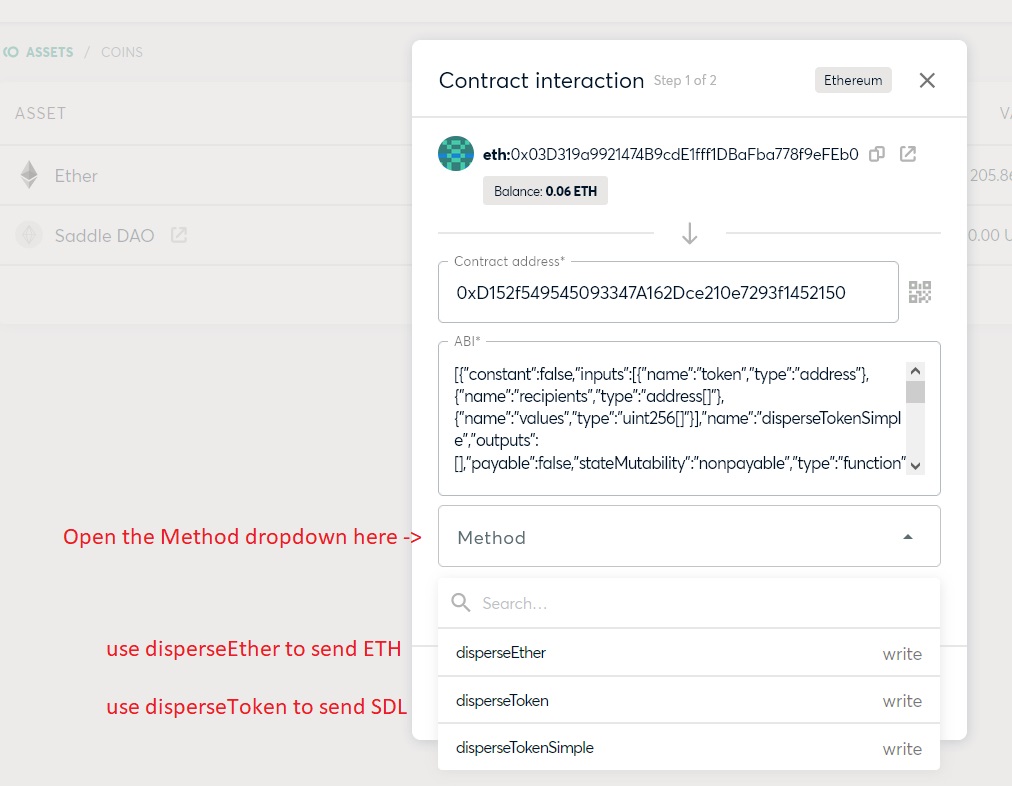 ASSETS / COINS
Contract interaction Step 1 of 2 Ethereum
ASSET
eth:0x03D319a9921474B9cdE1fff1DBaFba778f9eFEb0
Ether
205.86
Balance: 0.06 ETH
Saddle DAO
0.00 U
Contract address*
0xD152f549545093347A162Dce210e7293f1452150
ABI*
[{"constant":false,"inputs":[{"name":"token","type":"address"},
{"name":"recipients","type":"address[]"},
{"name":"values","type":"uint256[]"}],"name":"disperseTokenSimpl
e","outputs":
[],"payable":false,"stateMutability":"nonpayable","type":"function"
Open the Method dropdown here ->
Method
Search...
use disperseEther to send ETH
disperseEther write
use disperseToken to send SDL
disperseToken write
disperseTokenSimple write